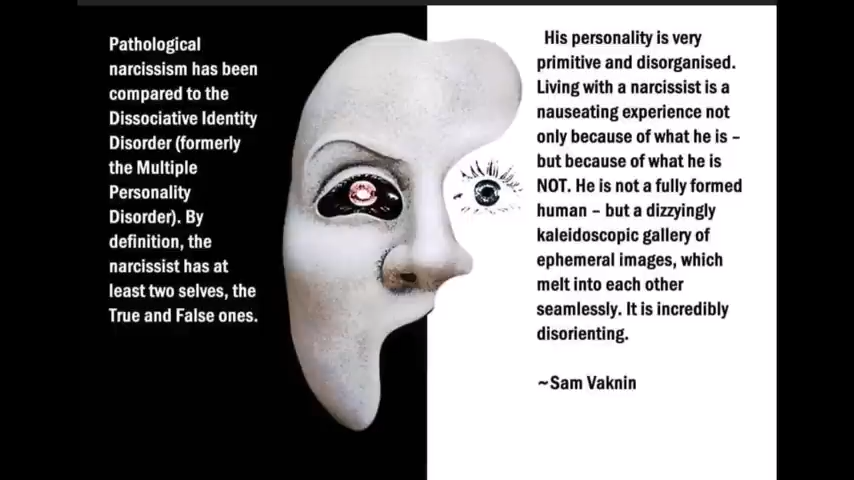 Pathological
narcissism has been
compared to the
Dissociative Identity
Disorder (formerly
the Multiple
Personality
Disorder). By
definition, the
narcissist has at
least two selves, the
True and False ones.
His personality is very
primitive and disorganised.
Living with a narcissist is a
nauseating experience not
only because of what he is –
but because of what he is
NOT. He is not a fully formed
human – but a dizzyingly
kaleidoscopic gallery of
ephemeral images, which
melt into each other
seamlessly. It is incredibly
disorienting.
~Sam Vaknin